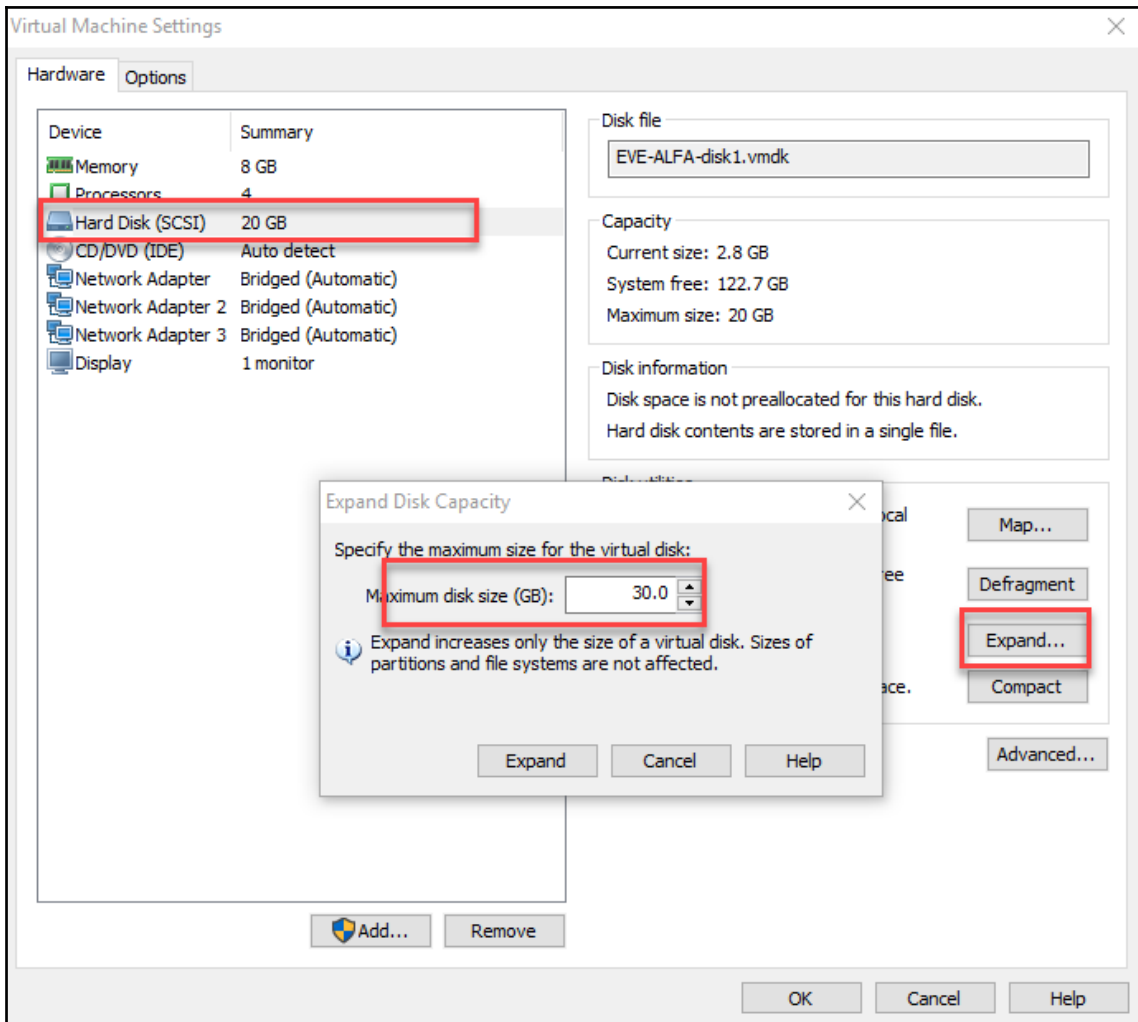 Virtual Machine Settings
Hardware Options
Device Summary
Memory 8 GB
Processors 4
Hard Disk (SCSI) 20 GB
CD/DVD (IDE) Auto detect
Network Adapter Bridged (Automatic)
Network Adapter 2 Bridged (Automatic)
Network Adapter 3 Bridged (Automatic)
Display 1 monitor
Add... Remove
Disk file
EVE-ALFA-disk1.vmdk
Capacity
Current size: 2.8 GB
System free: 122.7 GB
Maximum size: 20 GB
Disk information
Disk space is not preallocated for this hard disk.
Hard disk contents are stored in a single file.
Map...
Defragment
Expand...
Compact
Advanced...
Expand Disk Capacity
Specify the maximum size for the virtual disk:
Maximum disk size (GB): 30.0
Expand increases only the size of a virtual disk. Sizes of
partitions and file systems are not affected.
Expand Cancel Help
OK Cancel Help